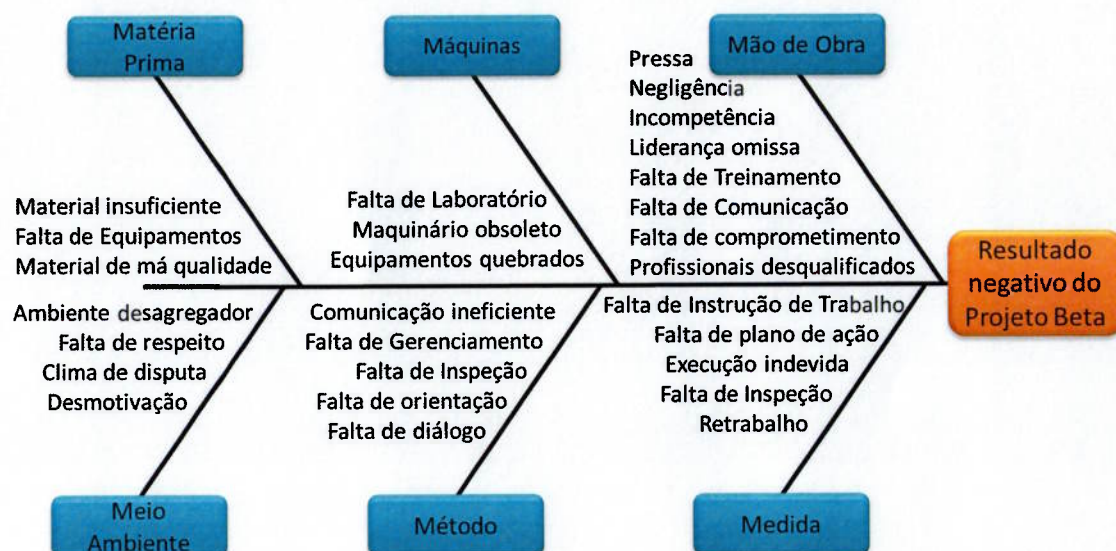 Matéria
Prima
Máquinas
Mão de Obra
Pressa
Negligência
Incompetência
Liderança omissa
Falta de Treinamento
Falta de Comunicação
Falta de comprometimento
Profissionais desqualificados
Falta de Laboratório
Maquinário obsoleto
Equipamentos quebrados
Material insuficiente
Falta de Equipamentos
Material de má qualidade
Resultado
negativo do
Projeto Beta
Ambiente desagregador
Falta de respeito
Clima de disputa
Desmotivação
Comunicação ineficiente
Falta de Gerenciamento
Falta de Inspeção
Falta de orientação
Falta de diálogo
Falta de Instrução de Trabalho
Falta de plano de ação
Execução indevida
Falta de Inspeção
Retrabalho
Meio
Ambiente
Método
Medida